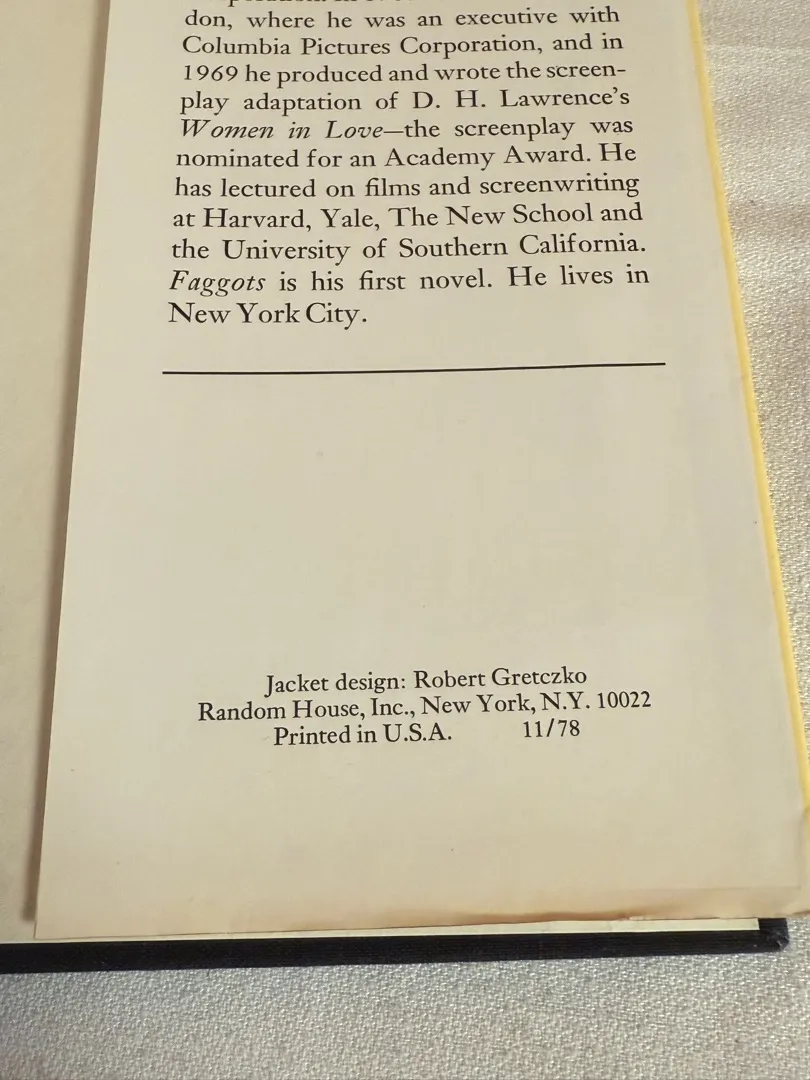 don, where he was an executive with
Columbia Pictures Corporation, and in
1969 he produced and wrote the screen-
play adaptation of D. H. Lawrence's
Women in Love—the screenplay was
nominated for an Academy Award. He
has lectured on films and screenwriting
at Harvard, Yale, The New School and
the University of Southern California.
Faggots is his first novel. He lives in
New York City.
Jacket design: Robert Gretczko
Random House, Inc., New York, N.Y. 10022
Printed in U.S.A. 11/78